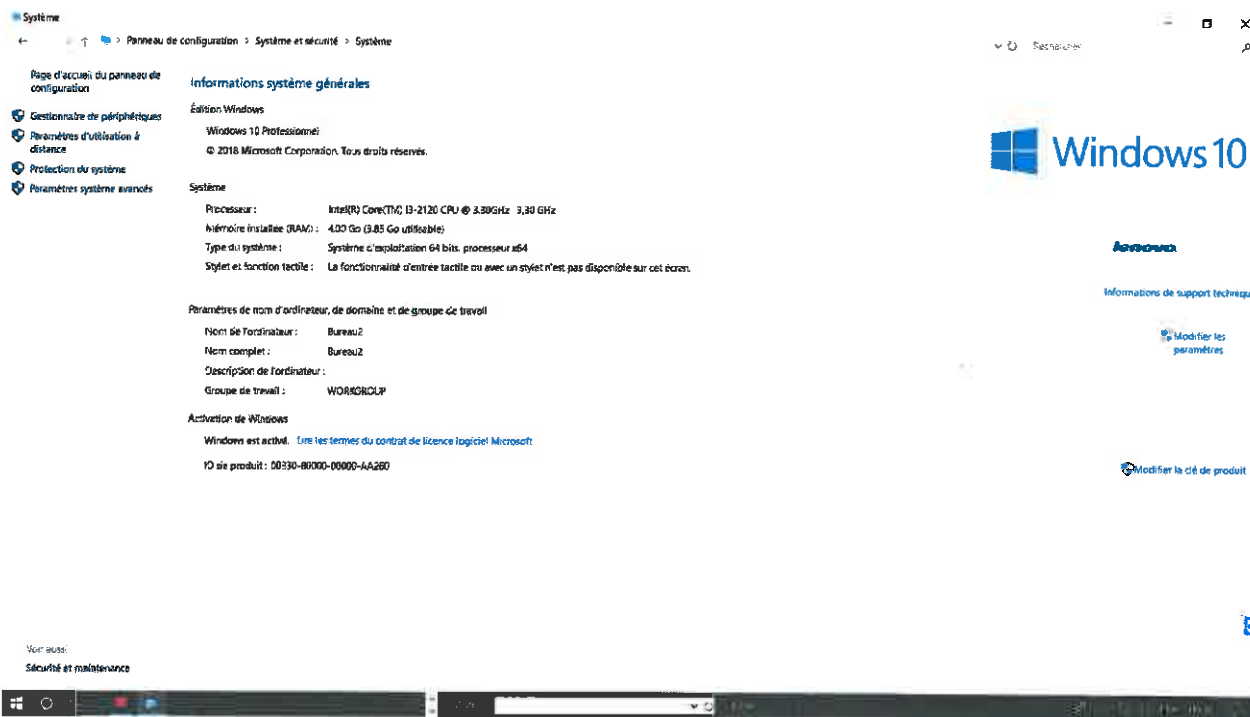 Système
Panneau de configuration > Système et sécurité > Système
Rechercher
Page d'accueil du panneau de
configuration
Gestionnaire de périphériques
Paramètres d'utilisation à
distance
Protection du système
Paramètres système avancés
Informations système générales
Édition Windows
Windows 10 Professionnel
© 2018 Microsoft Corporation. Tous droits réservés.
Windows 10
Système
Processeur : Intel(R) Core(TM) i3-2120 CPU @ 3.30GHz 3,30 GHz
Mémoire installée (RAM) : 4,00 Go (3,85 Go utilisable)
Type du système : Système d'exploitation 64 bits, processeur x64
Stylet et fonction tactile : La fonctionnalité d'entrée tactile ou avec un stylet n'est pas disponible sur cet écran.
lenovo
Informations de support techniqu
Paramètres de nom d'ordinateur, de domaine et de groupe de travail
Nom de l'ordinateur : Bureau2
Nom complet : Bureau2
Description de l'ordinateur :
Groupe de travail : WORKGROUP
Modifier les
paramètres
Activation de Windows
Windows est activé. Lire les termes du contrat de licence logiciel Microsoft
ID de produit : 00330-80000-00000-AA260
Modifier la clé de produit
Voir aussi
Sécurité et maintenance